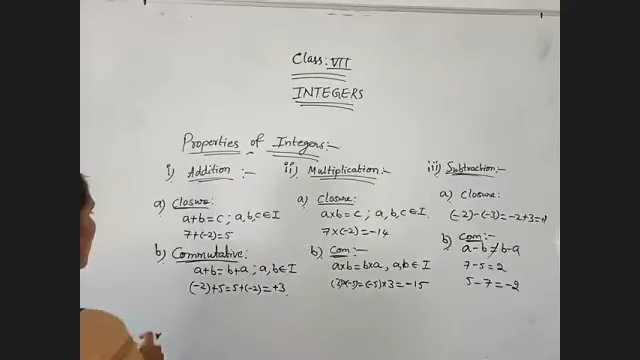 Class: VII
INTEGERS
Properties of Integers:-
i) Addition:-
a) Closure:
a+b=c; a,b,c∈I
7+(-2)=5
b) Commutative:
a+b=b+a; a,b∈I
(-2)+5=5+(-2)=+3.
ii) Multiplication:-
a) Closure:
a×b=c; a,b,c∈I.
7×(-2)=-14
b) Com:-
a×b=b×a, a,b∈I
(3)×(-5)=(-5)×3=-15
iii) Subtraction:-
a) Closure:
(-2)-(-3)=-2+3=+1
b) Com:-
a-b≠b-a
7-5=2
5-7=-2